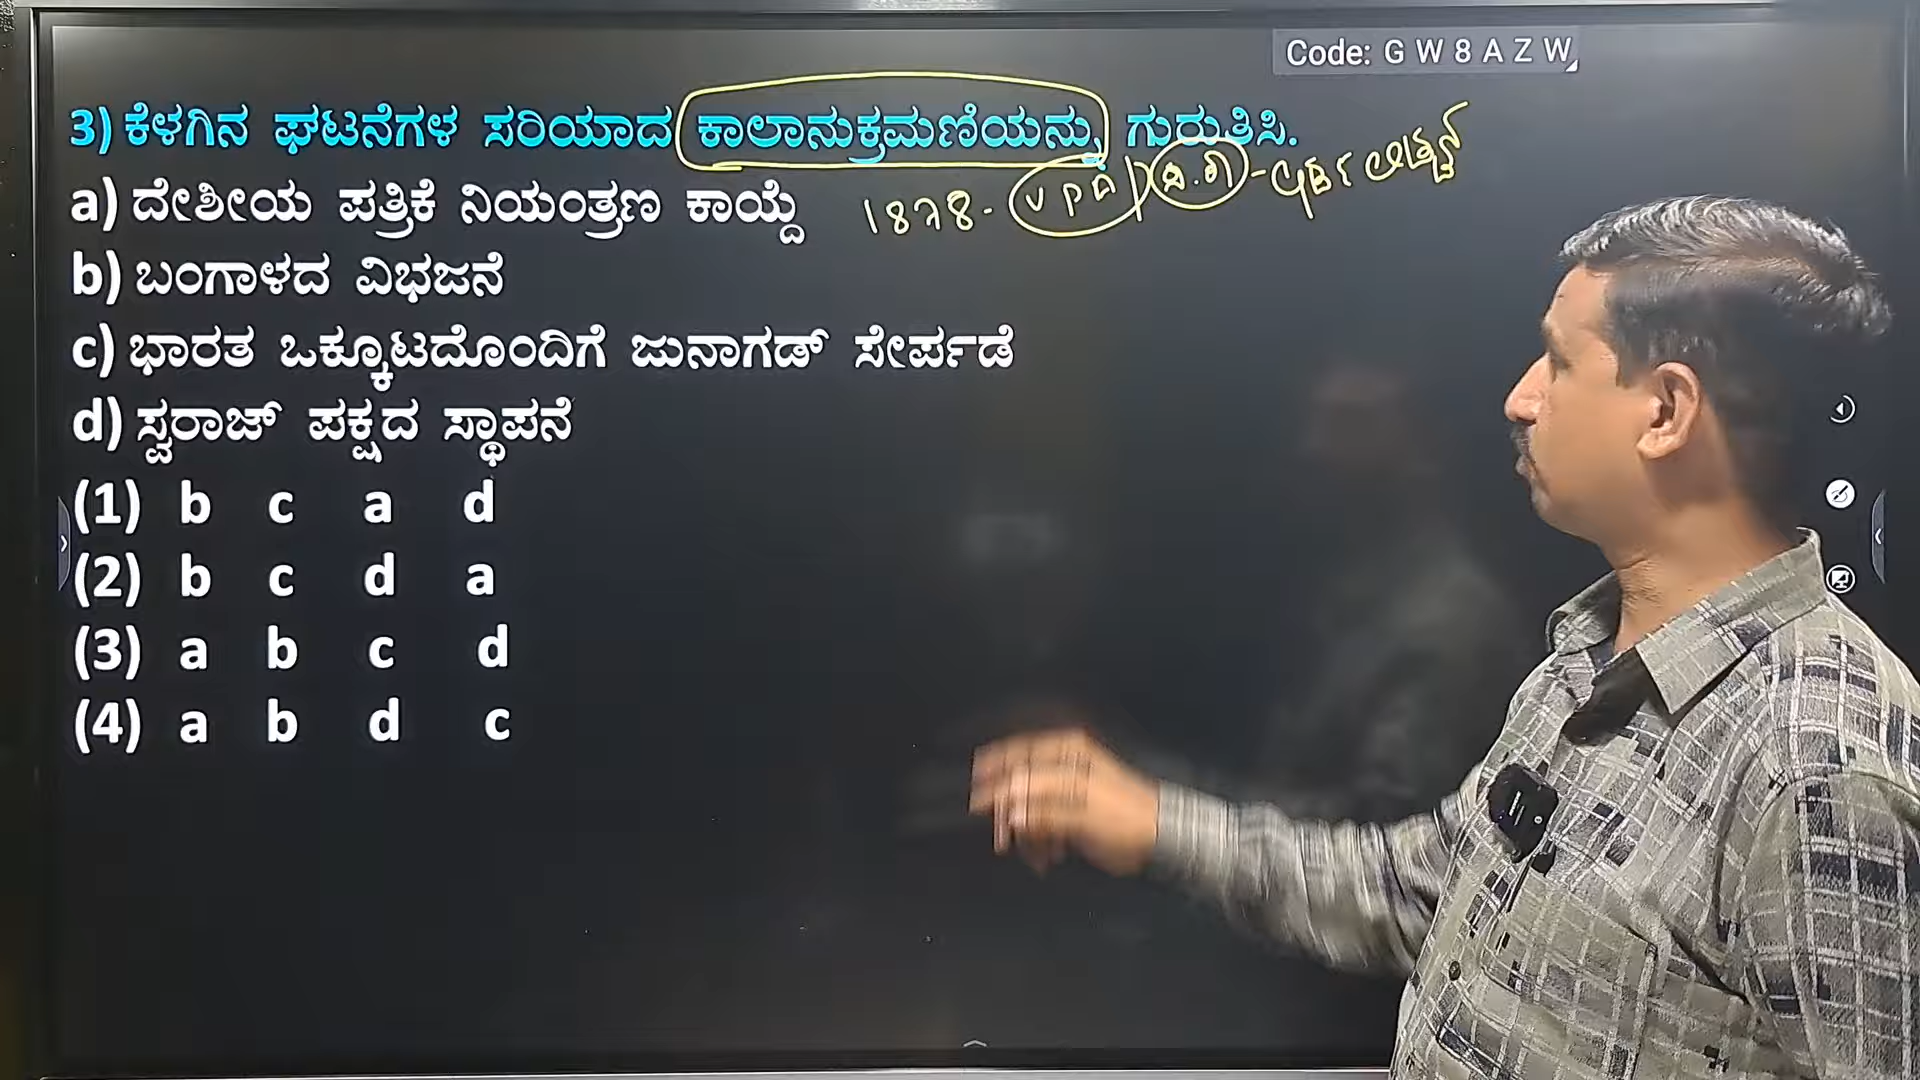 Code: G W 8 A Z W
3) ಕೆಳಗಿನ ಘಟನೆಗಳ ಸರಿಯಾದ ಕಾಲಾನುಕ್ರಮಣಿಯನ್ನು ಗುರುತಿಸಿ.
a) ದೇಶೀಯ ಪತ್ರಿಕೆ ನಿಯಂತ್ರಣ ಕಾಯ್ದೆ 1878 - VPA
b) ಬಂಗಾಳದ ವಿಭಜನೆ
c) ಭಾರತ ಒಕ್ಕೂಟದೊಂದಿಗೆ ಜುನಾಗಡ್ ಸೇರ್ಪಡೆ
d) ಸ್ವರಾಜ್ ಪಕ್ಷದ ಸ್ಥಾಪನೆ
(1) b c a d
(2) b c d a
(3) a b c d
(4) a b d c